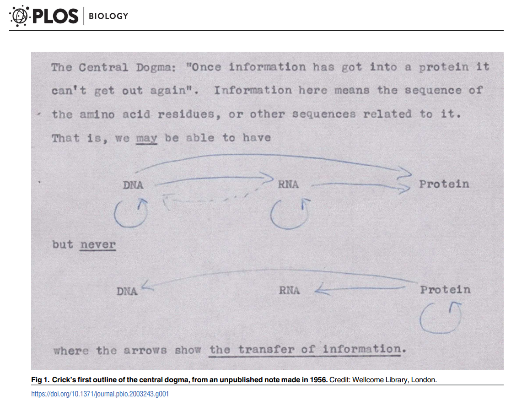 PLOS BIOLOGY
The Central Dogma: "Once information has got into a protein it
can't get out again". Information here means the sequence of
the amino acid residues, or other sequences related to it.
That is, we may be able to have
DNA RNA Protein
but never
DNA RNA Protein
where the arrows show the transfer of information.
Fig 1. Crick's first outline of the central dogma, from an unpublished note made in 1956. Credit: Wellcome Library, London.
https://doi.org/10.1371/journal.pbio.2003243.g001